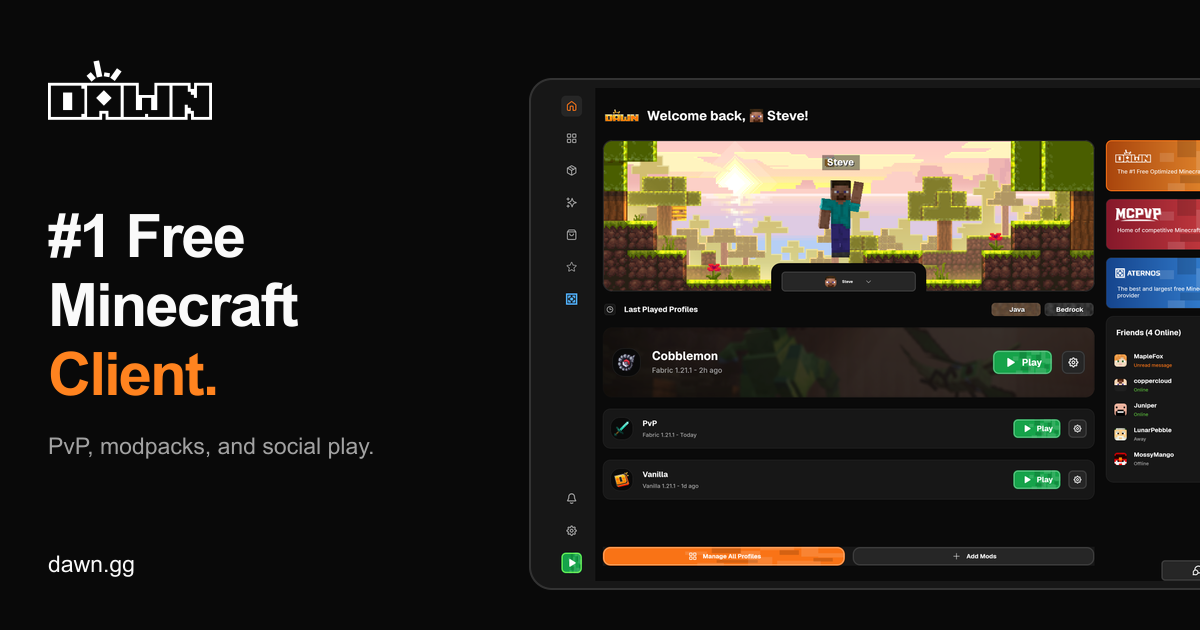 DAWN
#1 Free
Minecraft
Client.
PvP, modpacks, and social play.
dawn.gg
DAWN Welcome back, Steve!
Steve
Steve
Last Played Profiles
Java
Bedrock
Cobblemon
Fabric 1.21.1 - 2h ago
Play
PvP
Fabric 1.21.1 - Today
Play
Vanilla
Vanilla 1.21.1 - 1d ago
Play
Manage All Profiles
Add Mods
DAWN
The #1 Free Optimized
MCPVP
Home of competitive
ATERNOS
The best and largest free
provider
Friends (4 Online)
MapleFox
Unread message
coppercloud
Online
Juniper
Online
LunarPebble
Away
MossyMango
Offline